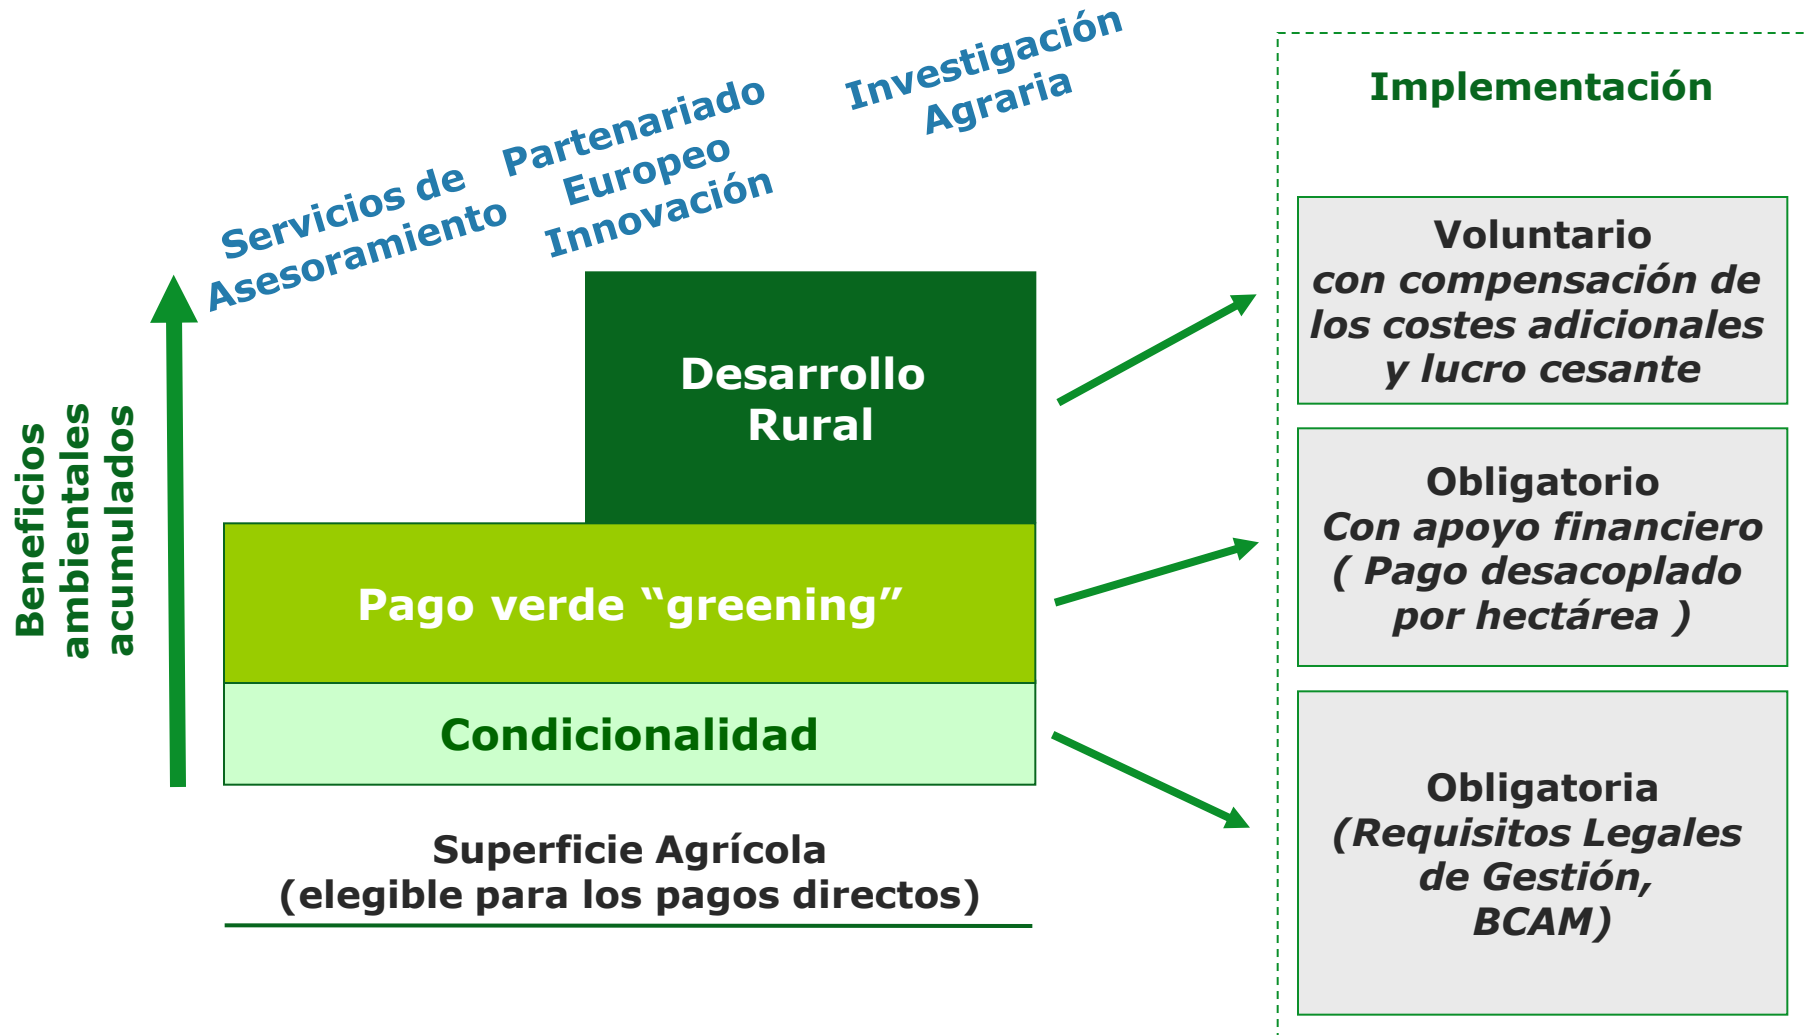 Servicios de
Asesoramiento
Partenariado
Europeo
Innovación
Investigación
Agraria
Implementación
Beneficios
ambientales
acumulados
Desarrollo
Rural
Pago verde “greening”
Condicionalidad
Superficie Agrícola
(elegible para los pagos directos)
Voluntario
con compensación de
los costes adicionales
y lucro cesante
Obligatorio
Con apoyo financiero
( Pago desacoplado
por hectárea )
Obligatoria
(Requisitos Legales
de Gestión,
BCAM)